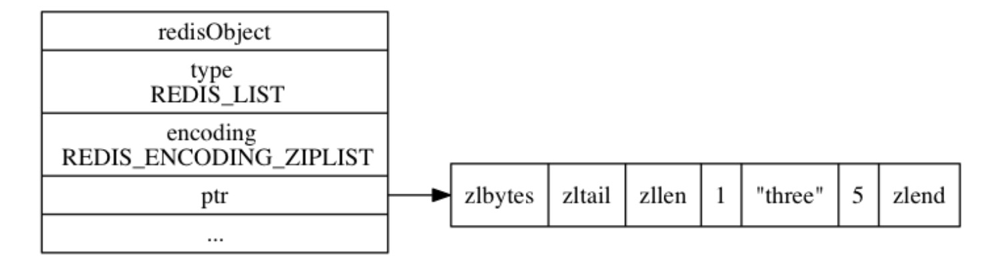 redisObject
type
REDIS_LIST
encoding
REDIS_ENCODING_ZIPLIST
ptr
...
zlbytes zltail zllen 1 "three" 5 zlend